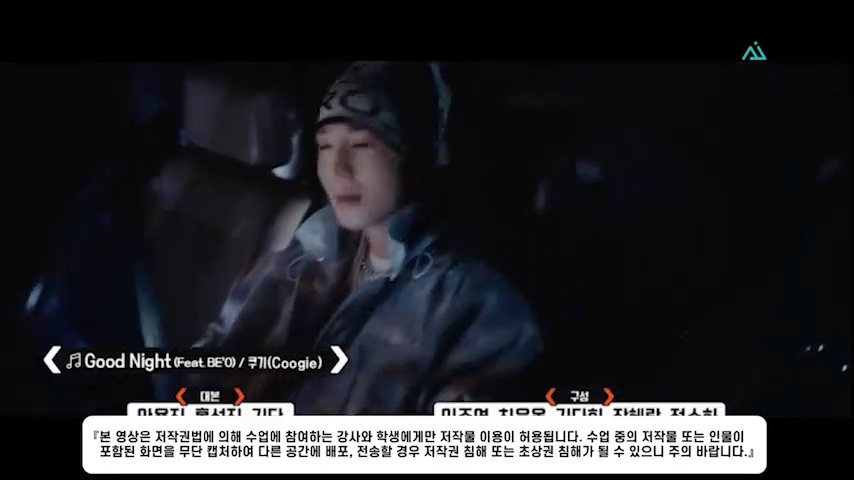 Good Night (Feat. BE'O) / 쿠기(Coogie)
대본
구성
『본 영상은 저작권법에 의해 수업에 참여하는 강사와 학생에게만 저작물 이용이 허용됩니다. 수업 중의 저작물 또는 인물이
포함된 화면을 무단 캡처하여 다른 공간에 배포, 전송할 경우 저작권 침해 또는 초상권 침해가 될 수 있으니 주의 바랍니다.』